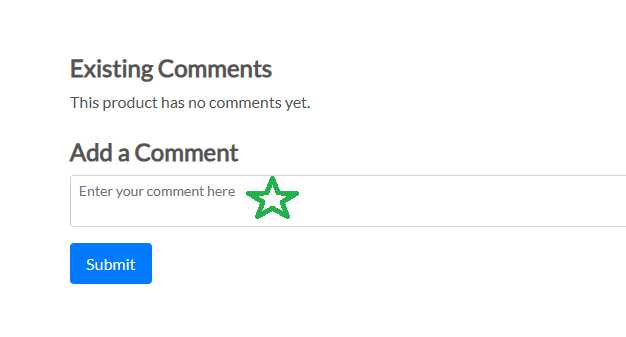 Existing Comments
This product has no comments yet.
Add a Comment
Enter your comment here
Submit